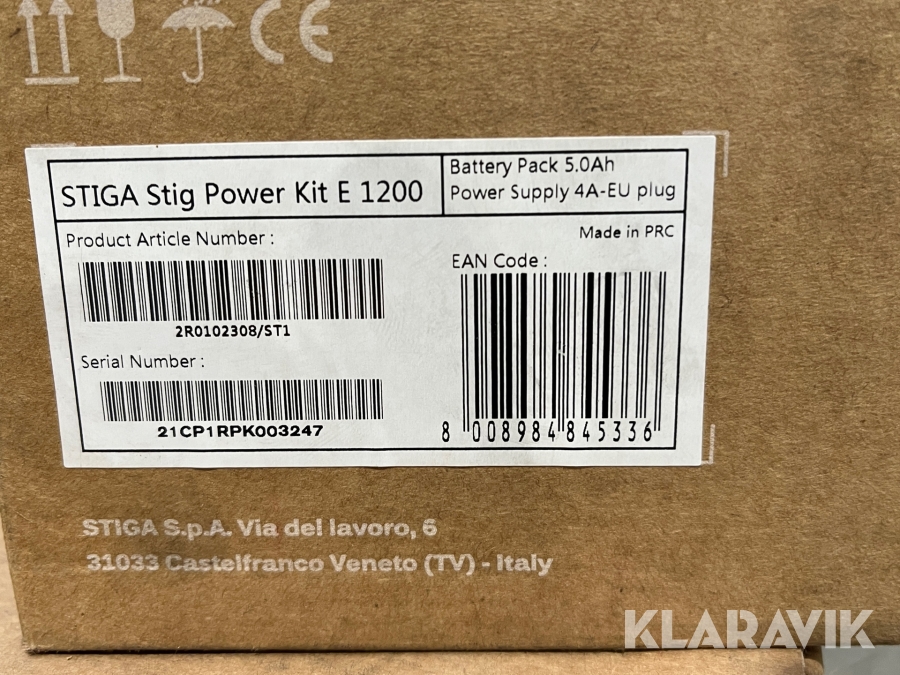 CE
STIGA Stig Power Kit E 1200
Battery Pack 5.0Ah
Power Supply 4A-EU plug
Product Article Number :
2R0102308/ST1
Serial Number :
21CP1RPK003247
Made in PRC
EAN Code :
8 008984 845336
STIGA S.p.A. Via del lavoro, 6
31033 Castelfranco Veneto (TV) - Italy
KLARAVIK